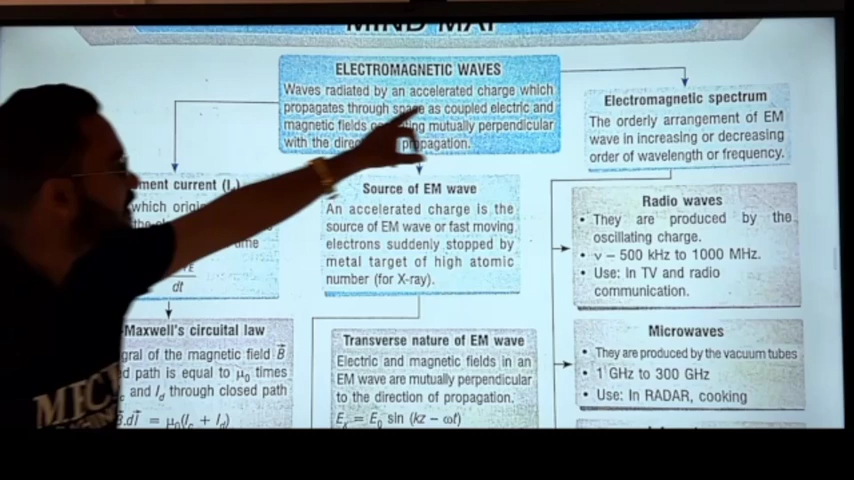 MIND MAP
ELECTROMAGNETIC WAVES
Waves radiated by an accelerated charge which
propagates through space as coupled electric and
magnetic fields mutually perpendicular
with the propagation.
Electromagnetic spectrum
The orderly arrangement of EM
wave in increasing or decreasing
order of wavelength or frequency.
ment current (I
which
Source of EM wave
An accelerated charge is the
source of EM wave or fast moving
electrons suddenly stopped by
metal target of high atomic
number (for X-ray).
dt
Radio waves
• They are produced by the
oscillating charge.
• ν – 500 kHz to 1000 MHz.
• Use: In TV and radio
communication.
Maxwell's circuital law
gral of the magnetic field B⃗
d path is equal to μ₀ times
and I_d through closed path
.dl⃗ = μ₀(I_c + I_d)
Transverse nature of EM wave
Electric and magnetic fields in an
EM wave are mutually perpendicular
to the direction of propagation.
E_x = E₀ sin (kz – ωt)
Microwaves
• They are produced by the vacuum tubes
• 1 GHz to 300 GHz
• Use: In RADAR, cooking